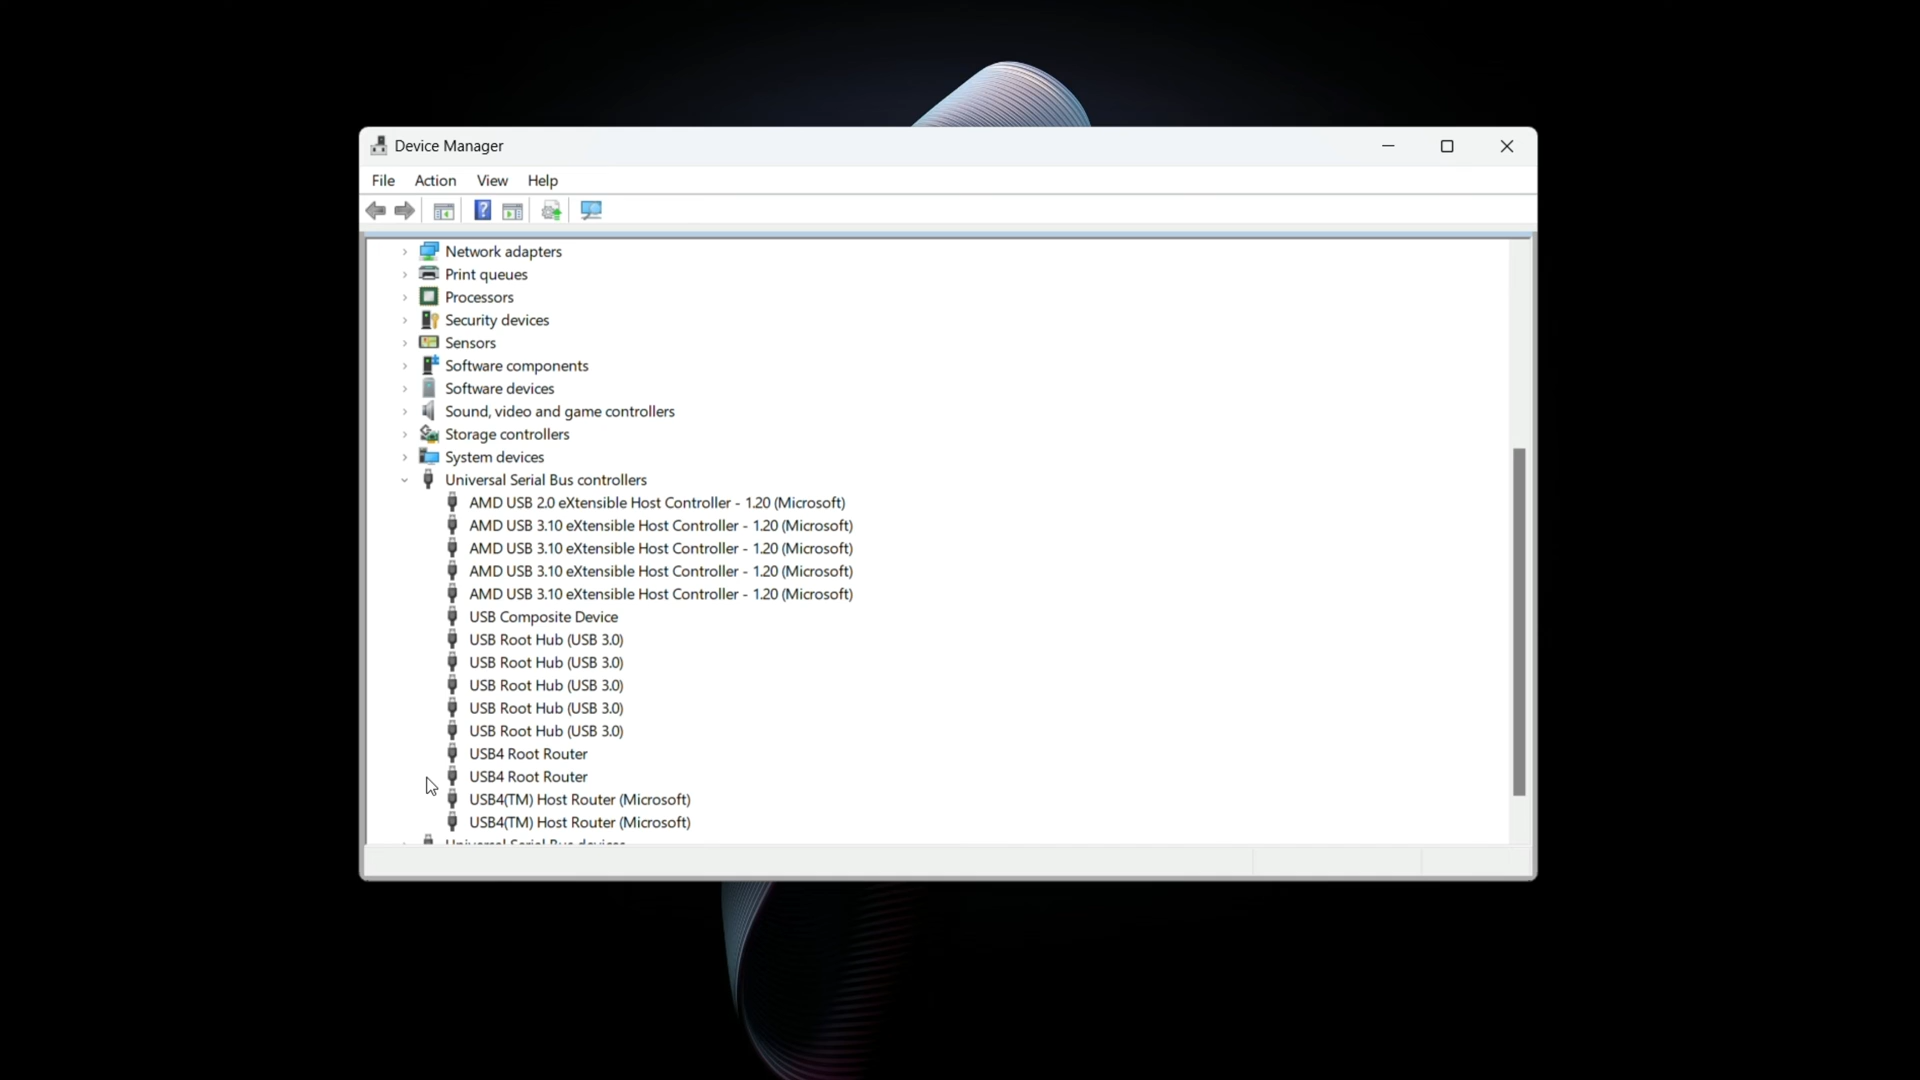 Device Manager
File Action View Help
Network adapters
Print queues
Processors
Security devices
Sensors
Software components
Software devices
Sound, video and game controllers
Storage controllers
System devices
Universal Serial Bus controllers
AMD USB 2.0 eXtensible Host Controller - 1.20 (Microsoft)
AMD USB 3.10 eXtensible Host Controller - 1.20 (Microsoft)
AMD USB 3.10 eXtensible Host Controller - 1.20 (Microsoft)
AMD USB 3.10 eXtensible Host Controller - 1.20 (Microsoft)
AMD USB 3.10 eXtensible Host Controller - 1.20 (Microsoft)
USB Composite Device
USB Root Hub (USB 3.0)
USB Root Hub (USB 3.0)
USB Root Hub (USB 3.0)
USB Root Hub (USB 3.0)
USB Root Hub (USB 3.0)
USB4 Root Router
USB4 Root Router
USB4(TM) Host Router (Microsoft)
USB4(TM) Host Router (Microsoft)
Universal Serial Bus devices